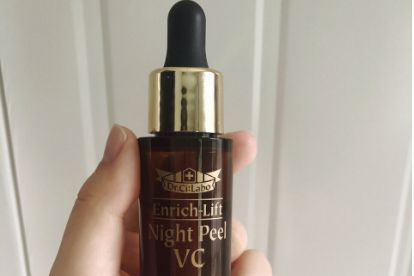 Dr.Ci:Labo
Enrich-Lift
Night Peel
VC